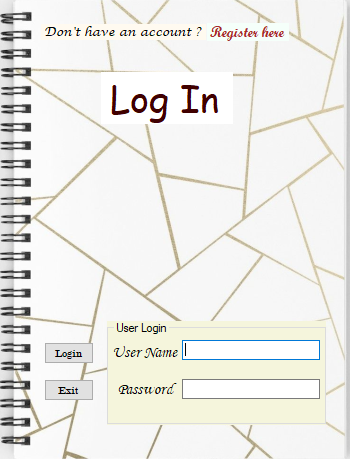 Don't have an account ? Register here
Log In
User Login
Login
User Name
Exit
Password